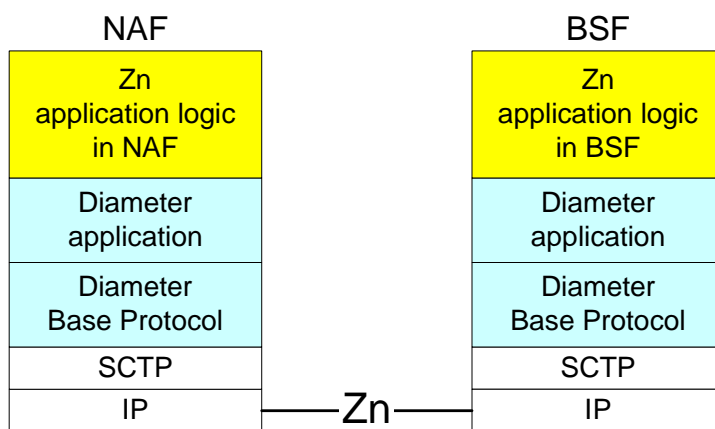 NAF
Zn
application logic
in NAF
Diameter
application
Diameter
Base Protocol
SCTP
IP
Zn
BSF
Zn
application logic
in BSF
Diameter
application
Diameter
Base Protocol
SCTP
IP